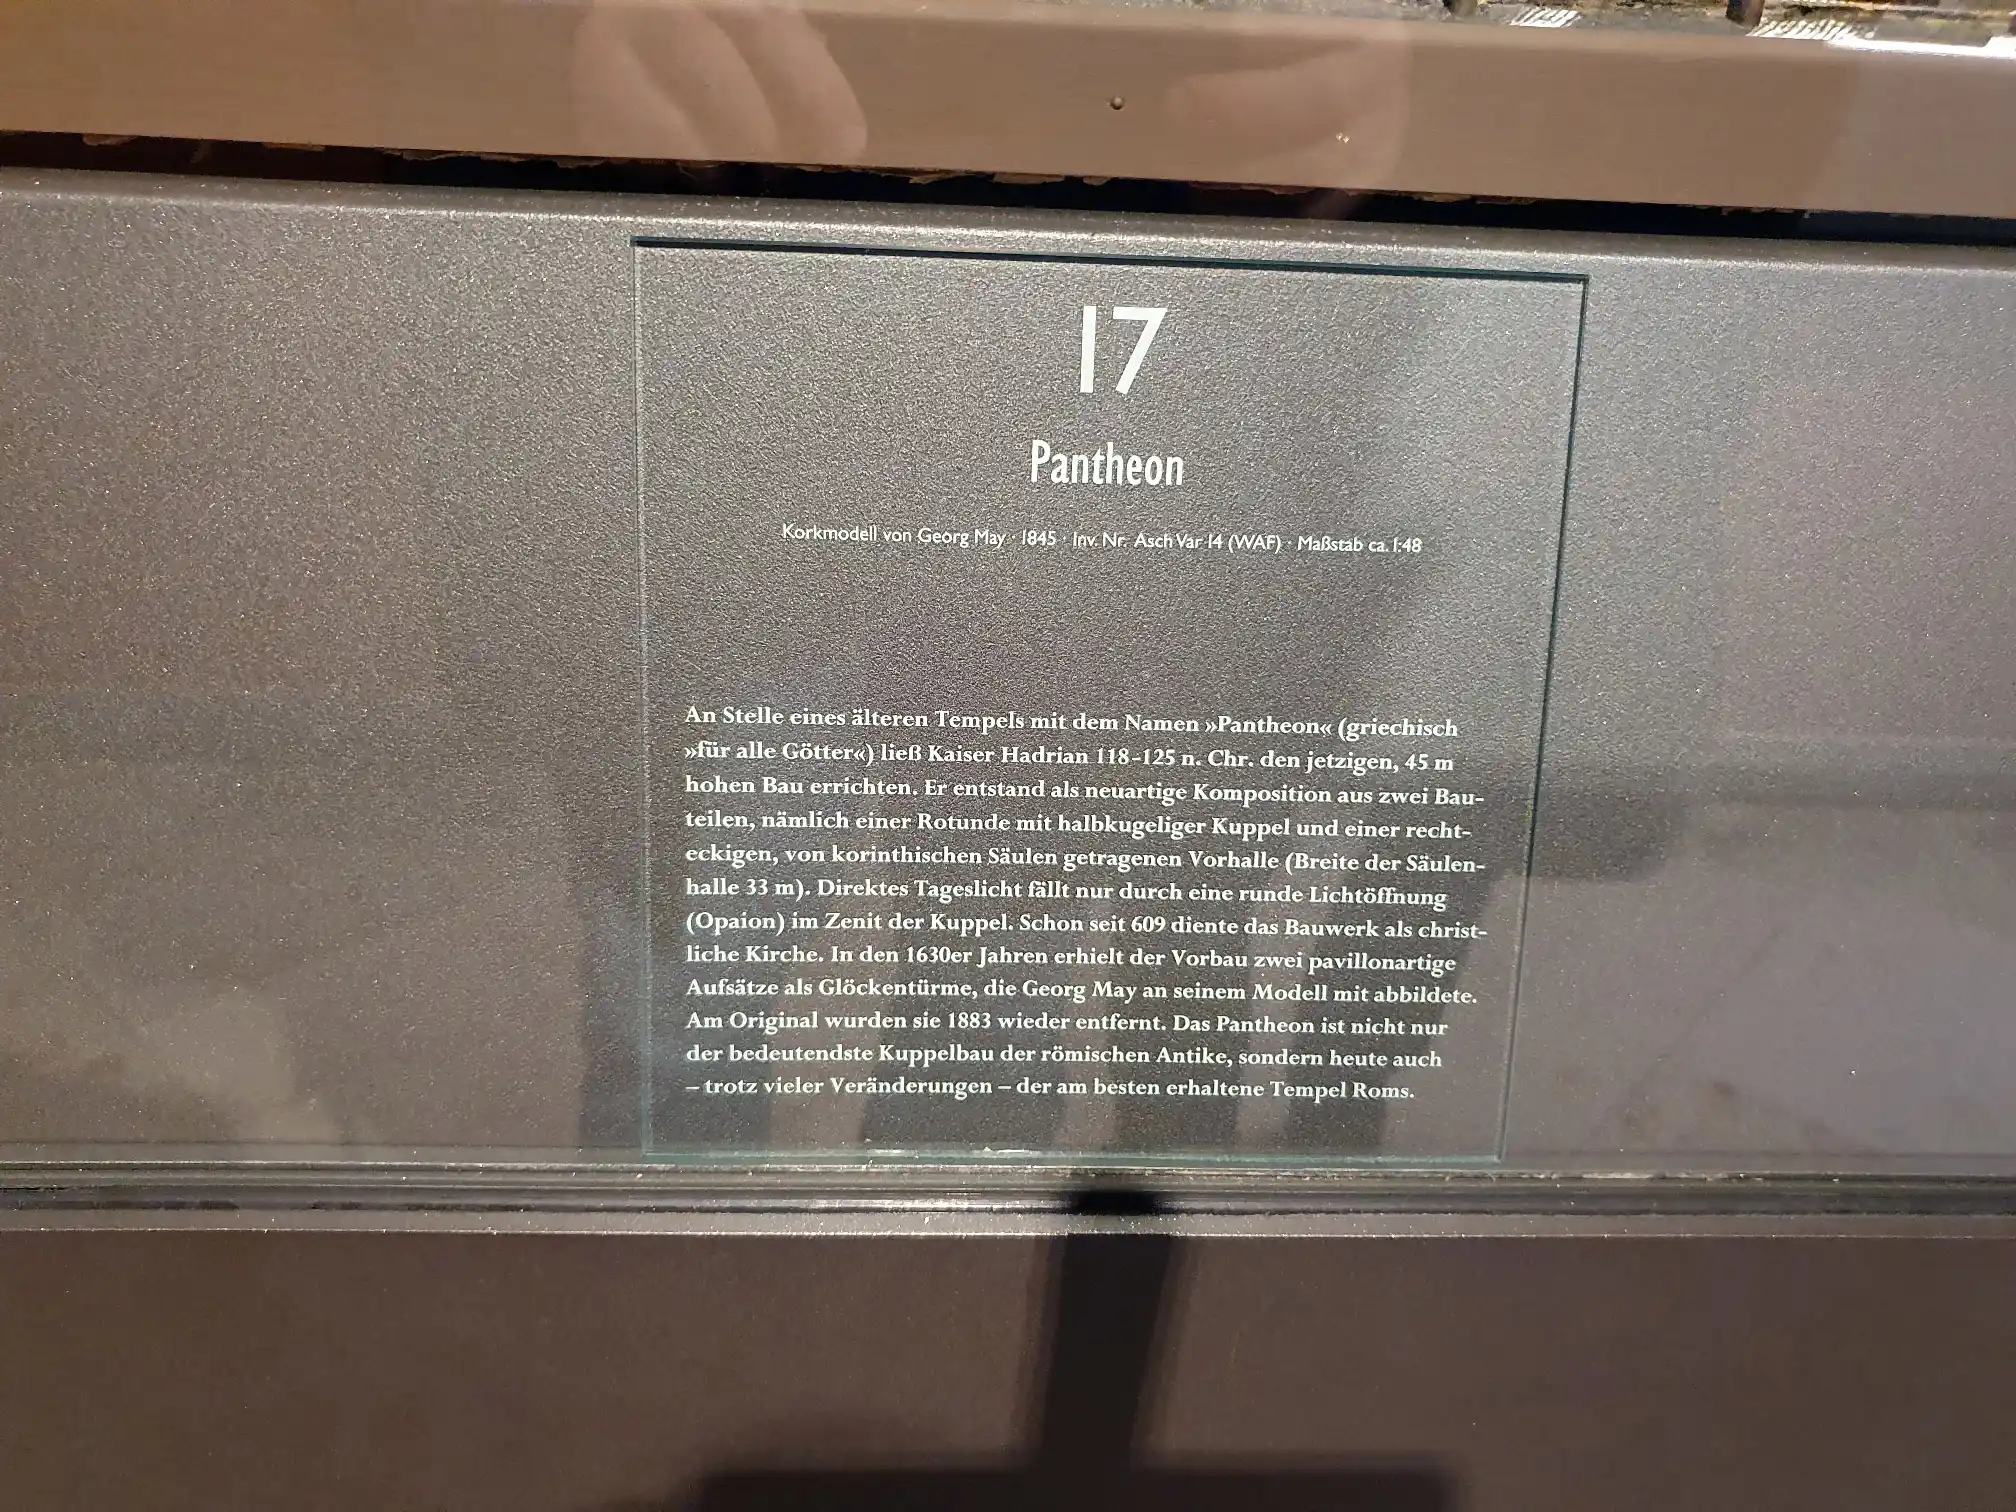 17
Pantheon
Korkmodell von Georg May · 1845 · Inv. Nr. Asch Var 14 (WAF) · Maßstab ca. 1:48
An Stelle eines älteren Tempels mit dem Namen »Pantheon« (griechisch
»für alle Götter«) ließ Kaiser Hadrian 118-125 n. Chr. den jetzigen, 45 m
hohen Bau errichten. Er entstand als neuartige Komposition aus zwei Bau-
teilen, nämlich einer Rotunde mit halbkugeliger Kuppel und einer recht-
eckigen, von korinthischen Säulen getragenen Vorhalle (Breite der Säulen-
halle 33 m). Direktes Tageslicht fällt nur durch eine runde Lichtöffnung
(Opaion) im Zenit der Kuppel. Schon seit 609 diente das Bauwerk als christ-
liche Kirche. In den 1630er Jahren erhielt der Vorbau zwei pavillonartige
Aufsätze als Glöckentürme, die Georg May an seinem Modell mit abbildete.
Am Original wurden sie 1883 wieder entfernt. Das Pantheon ist nicht nur
der bedeutendste Kuppelbau der römischen Antike, sondern heute auch
– trotz vieler Veränderungen – der am besten erhaltene Tempel Roms.